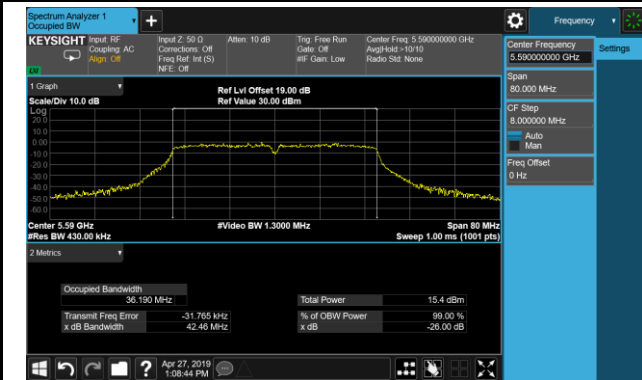 Spectrum Analyzer 1
Occupied BW
+
Frequency
KEYSIGHT
Input: RF
Coupling: AC
Align: Off
Input Z: 50 Ω
Corrections: Off
Freq Ref: Int (S)
NFE: Off
Atten: 10 dB
Trig: Free Run
Gate: Off
#IF Gain: Low
Center Freq: 5.590000000 GHz
Avg|Hold:>10/10
Radio Std: None
Center Frequency
5.590000000 GHz
Settings
Span
80.000 MHz
CF Step
8.000000 MHz
Auto
Man
Freq Offset
0 Hz
1 Graph
Scale/Div 10.0 dB
Ref Lvl Offset 19.00 dB
Ref Value 30.00 dBm
Log
20.0
10.0
0.00
-10.0
-20.0
-30.0
-40.0
-50.0
-60.0
Center 5.59 GHz
#Res BW 430.00 kHz
#Video BW 1.3000 MHz
Span 80 MHz
Sweep 1.00 ms (1001 pts)
2 Metrics
Occupied Bandwidth
36.190 MHz
Total Power 15.4 dBm
Transmit Freq Error -31.765 kHz
% of OBW Power 99.00 %
x dB Bandwidth 42.46 MHz
x dB -26.00 dB
?
Apr 27, 2019
1:08:44 PM